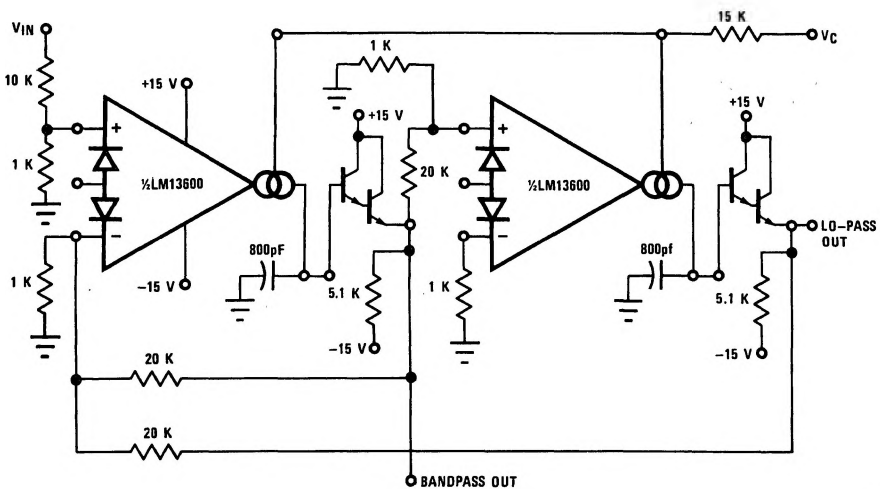 VIN
10 K
1 K
1 K
+15 V
–15 V
+
–
½LM13600
800pF
+15 V
5.1 K
–15 V
1 K
20 K
+
–
½LM13600
1 K
800pf
15 K
VC
+15 V
LO-PASS
OUT
5.1 K
–15 V
20 K
20 K
BANDPASS OUT